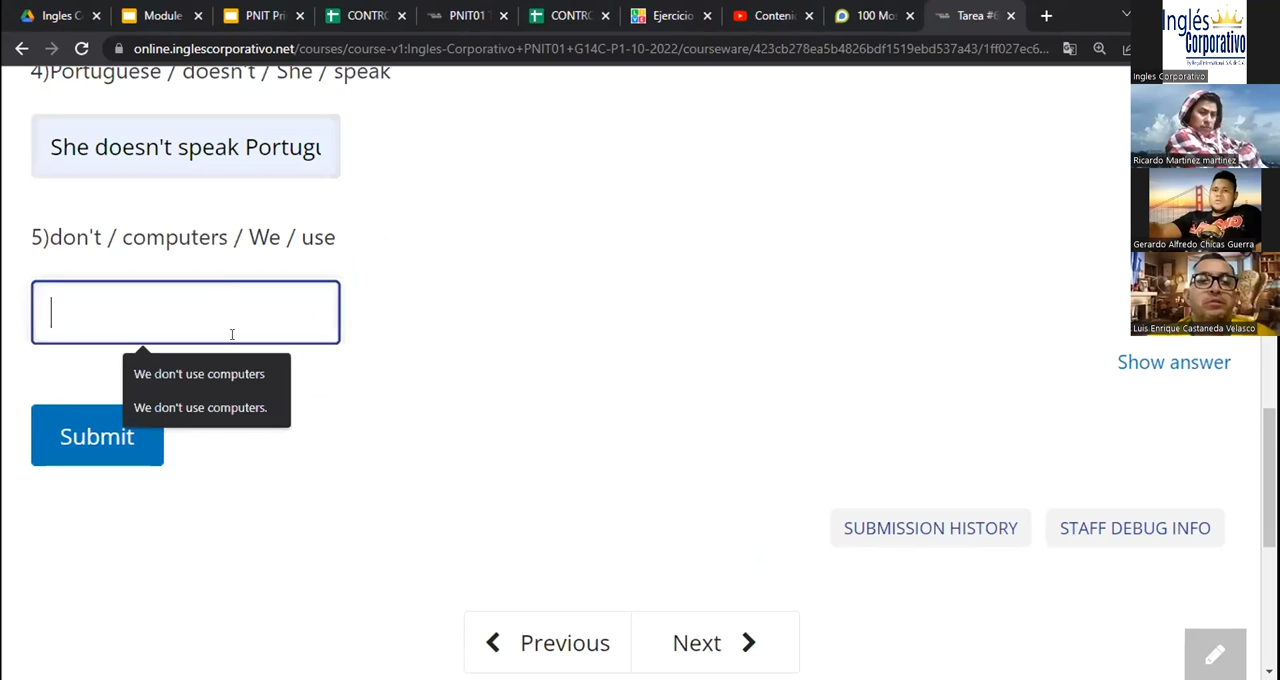 Ingles C
Module
PNIT Pri
CONTRO
PNIT01
CONTRO
Ejercicio
Conteni
100 Mo
Tarea #6
online.inglescorporativo.net/courses/course-v1:Ingles-Corporativo+PNIT01+G14C-P1-10-2022/courseware/423cb278ea5b4826bdf1519ebd537a43/1ff027ec6...
Inglés
Corporativo
Ingles Corporativo
Ricardo Martinez martinez
Gerardo Alfredo Chicas Guerra
Luis Enrique Castaneda Velasco
4)Portuguese / doesn't / She / speak
She doesn't speak Portugu
5)don't / computers / We / use
We don't use computers
We don't use computers.
Show answer
Submit
SUBMISSION HISTORY
STAFF DEBUG INFO
Previous
Next